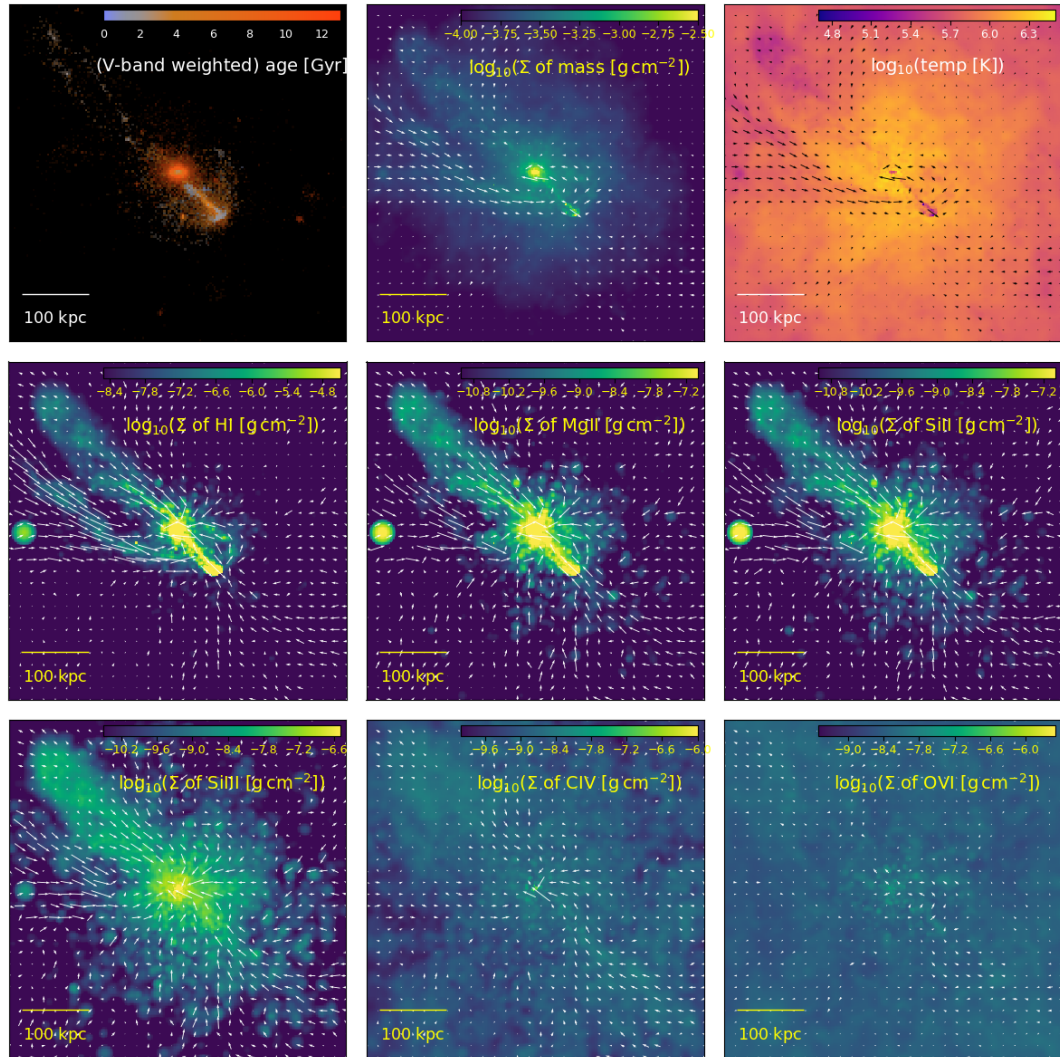 0 2 4 6 8 10 12
(V-band weighted) age [Gyr]
100 kpc
−4.00 −3.75 −3.50 −3.25 −3.00 −2.75 −2.50
log₁₀(Σ of mass [g cm⁻²])
100 kpc
4.8 5.1 5.4 5.7 6.0 6.3
log₁₀(temp [K])
100 kpc
−8.4 −7.8 −7.2 −6.6 −6.0 −5.4 −4.8
log₁₀(Σ of HI [g cm⁻²])
100 kpc
−10.8 −10.2 −9.6 −9.0 −8.4 −7.8 −7.2
log₁₀(Σ of MgII [g cm⁻²])
100 kpc
−10.8 −10.2 −9.6 −9.0 −8.4 −7.8 −7.2
log₁₀(Σ of SiII [g cm⁻²])
100 kpc
−10.2 −9.6 −9.0 −8.4 −7.8 −7.2 −6.6
log₁₀(Σ of SiIII [g cm⁻²])
100 kpc
−9.6 −9.0 −8.4 −7.8 −7.2 −6.6 −6.0
log₁₀(Σ of CIV [g cm⁻²])
100 kpc
−9.0 −8.4 −7.8 −7.2 −6.6 −6.0
log₁₀(Σ of OVI [g cm⁻²])
100 kpc